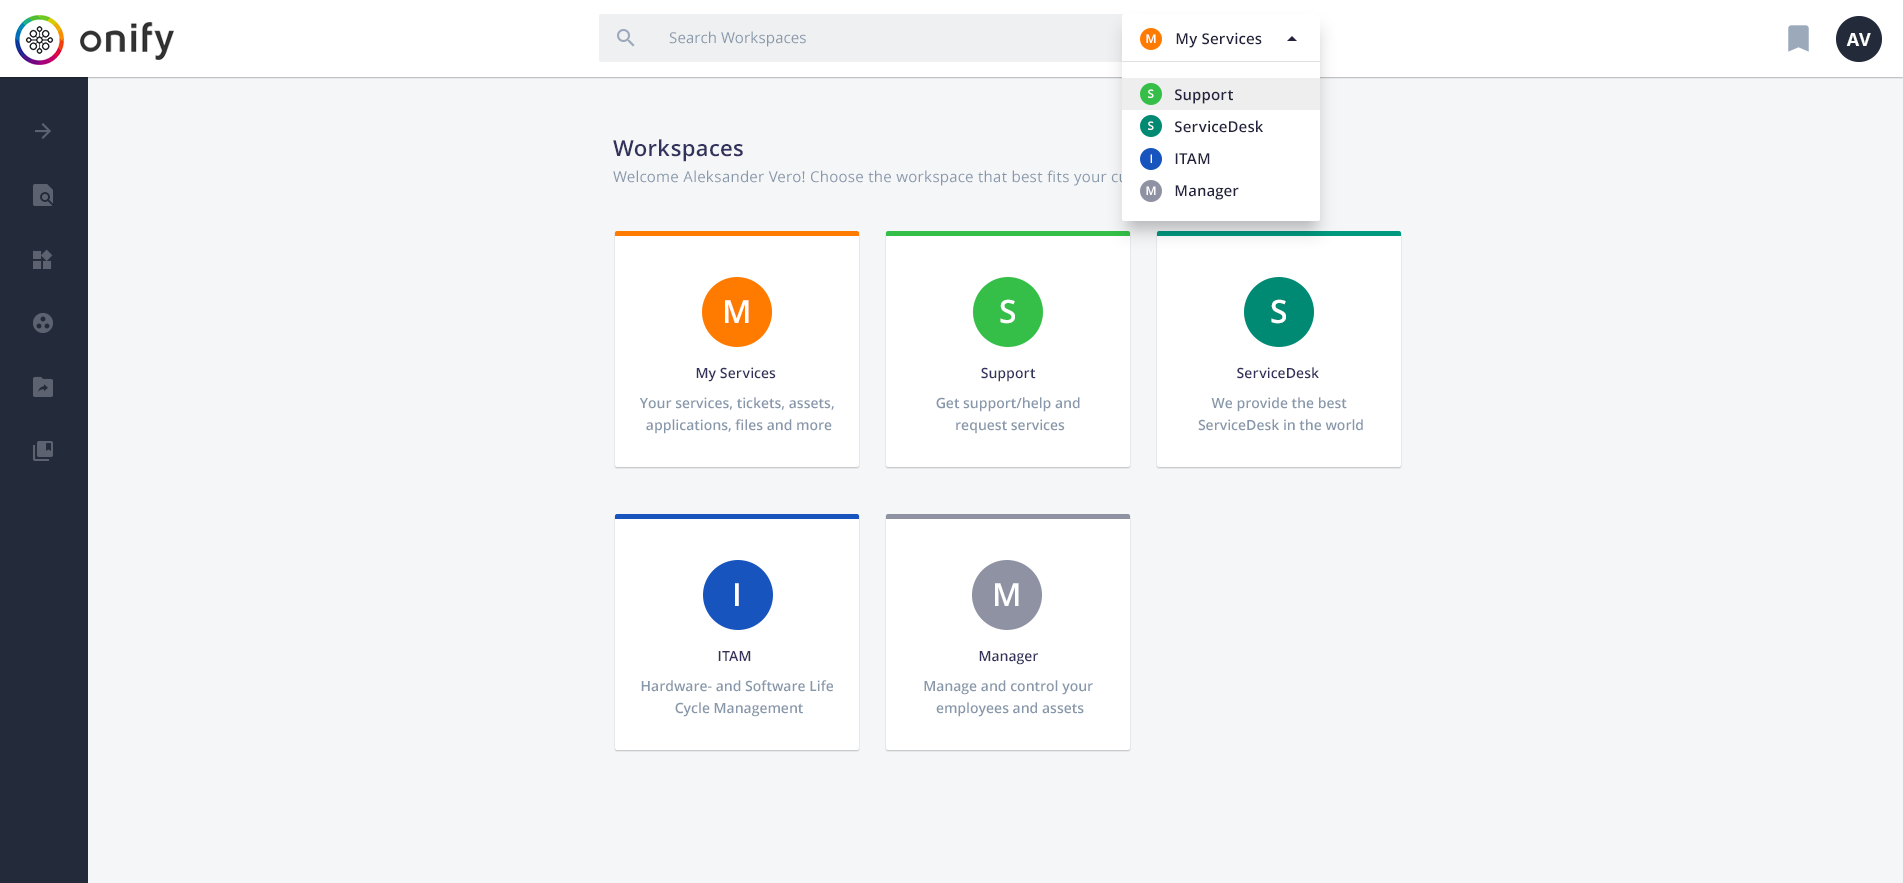 onify
Search Workspaces
M My Services
AV
S Support
S ServiceDesk
I ITAM
M Manager
Workspaces
Welcome Aleksander Vero! Choose the workspace that best fits your
M
My Services
Your services, tickets, assets,
applications, files and more
S
Support
Get support/help and
request services
S
ServiceDesk
We provide the best
ServiceDesk in the world
I
ITAM
Hardware- and Software Life
Cycle Management
M
Manager
Manage and control your
employees and assets